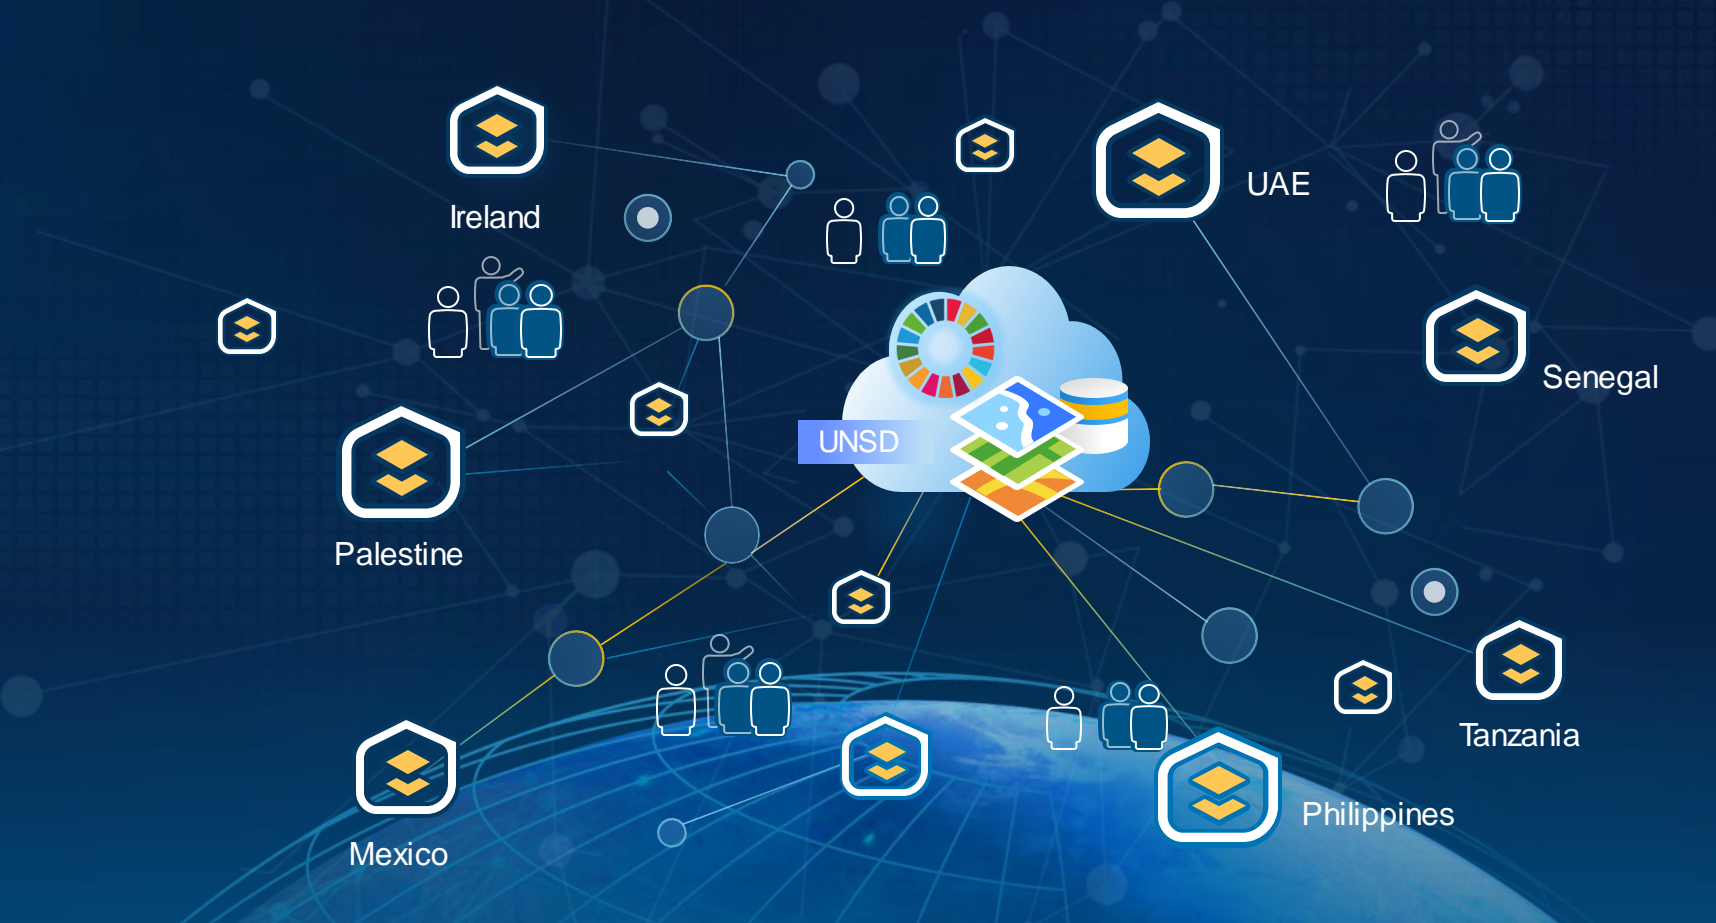 Ireland
UAE
Senegal
UNSD
Palestine
Tanzania
Philippines
Mexico